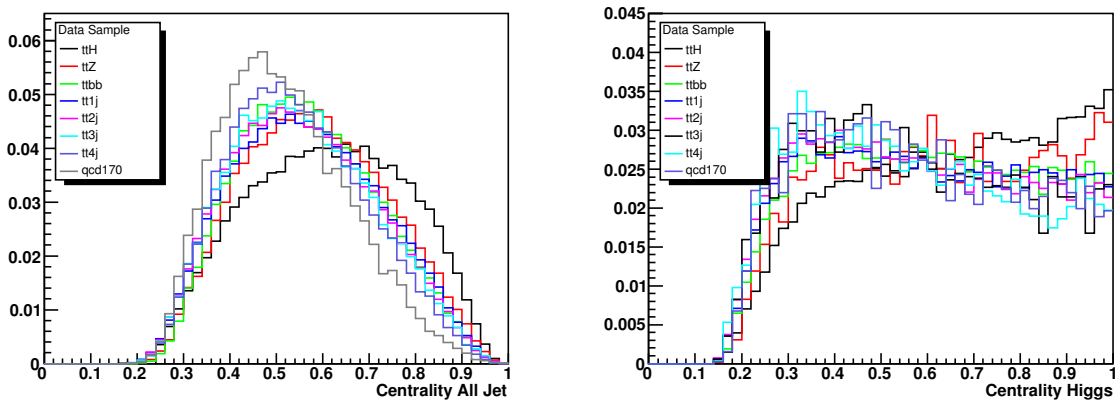 Data Sample
ttH
ttZ
ttbb
tt1j
tt2j
tt3j
tt4j
qcd170
0.06
0.05
0.04
0.03
0.02
0.01
0
0 0.1 0.2 0.3 0.4 0.5 0.6 0.7 0.8 0.9 1
Centrality All Jet
Data Sample
ttH
ttZ
ttbb
tt1j
tt2j
tt3j
tt4j
qcd170
0.045
0.04
0.035
0.03
0.025
0.02
0.015
0.01
0.005
0
0 0.1 0.2 0.3 0.4 0.5 0.6 0.7 0.8 0.9 1
Centrality Higgs